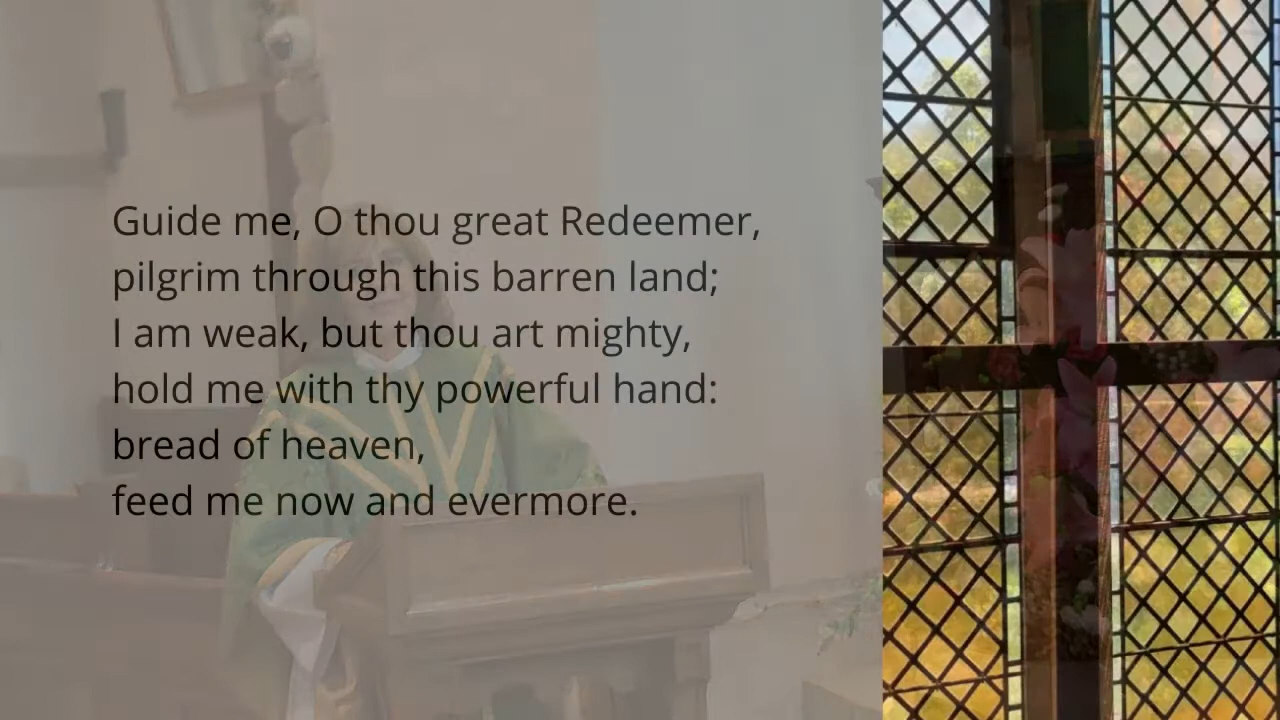 Guide me, O thou great Redeemer,
pilgrim through this barren land;
I am weak, but thou art mighty,
hold me with thy powerful hand:
bread of heaven,
feed me now and evermore.